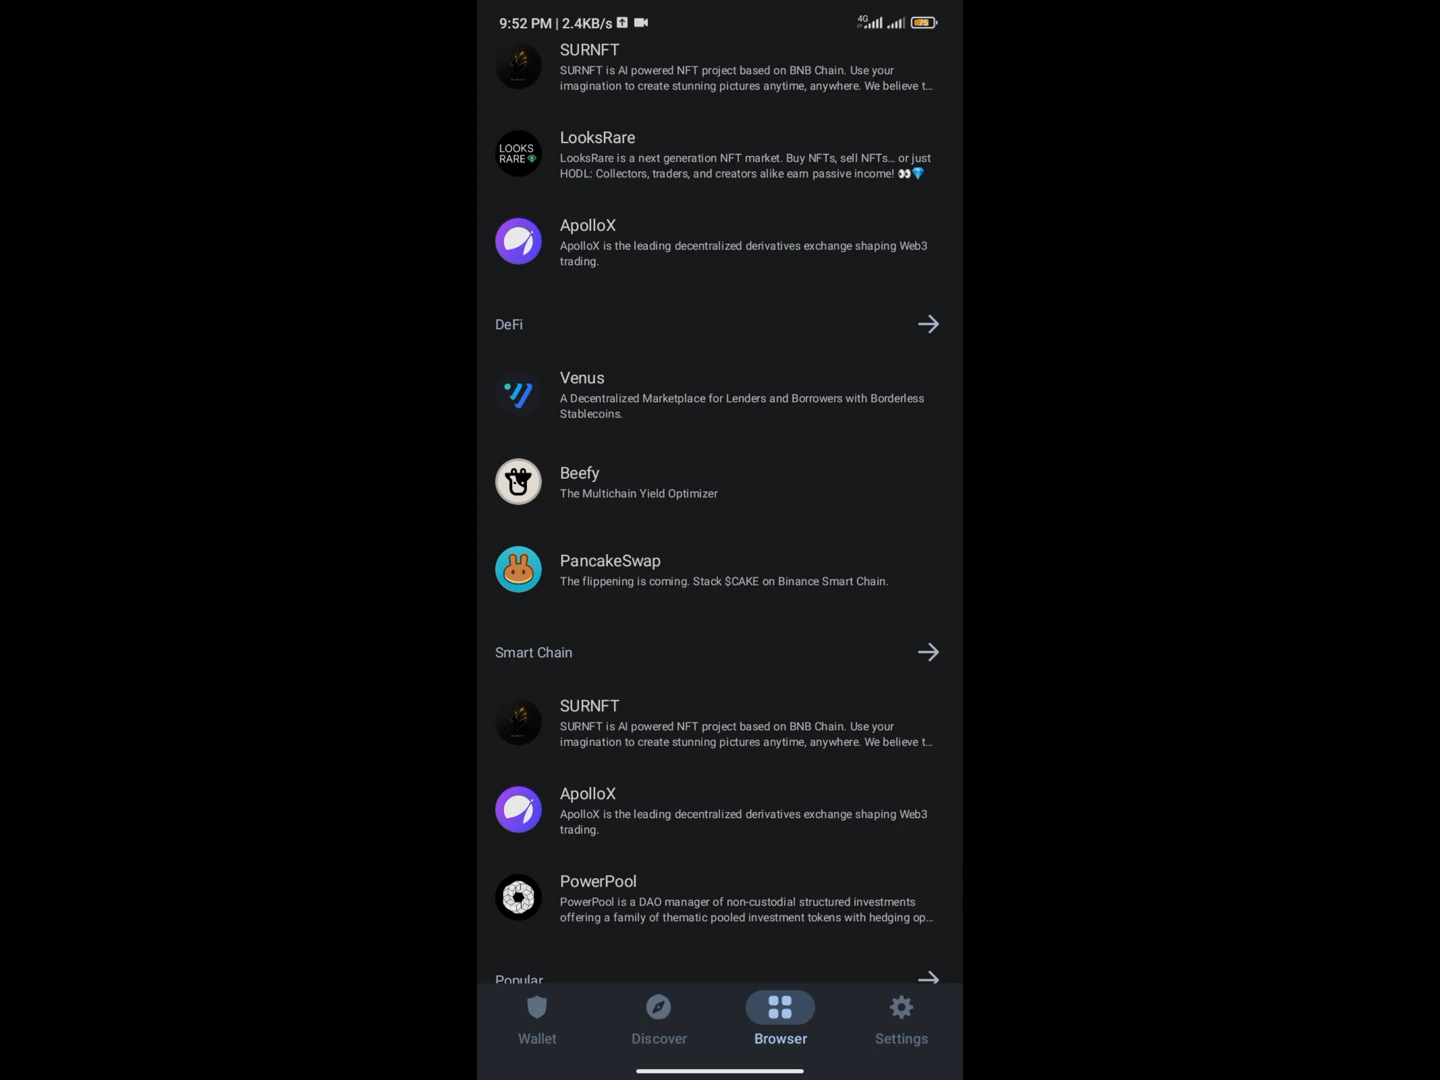 9:52 PM | 2.4KB/s
4G
75
SURNFT
SURNFT is AI powered NFT project based on BNB Chain. Use your
imagination to create stunning pictures anytime, anywhere. We believe t...
LOOKS
RARE
LooksRare
LooksRare is a next generation NFT market. Buy NFTs, sell NFTs... or just
HODL: Collectors, traders, and creators alike earn passive income! 👀💎
ApolloX
ApolloX is the leading decentralized derivatives exchange shaping Web3
trading.
DeFi
Venus
A Decentralized Marketplace for Lenders and Borrowers with Borderless
Stablecoins.
Beefy
The Multichain Yield Optimizer
PancakeSwap
The flippening is coming. Stack $CAKE on Binance Smart Chain.
Smart Chain
SURNFT
SURNFT is AI powered NFT project based on BNB Chain. Use your
imagination to create stunning pictures anytime, anywhere. We believe t...
ApolloX
ApolloX is the leading decentralized derivatives exchange shaping Web3
trading.
PowerPool
PowerPool is a DAO manager of non-custodial structured investments
offering a family of thematic pooled investment tokens with hedging op...
Popular
Wallet
Discover
Browser
Settings